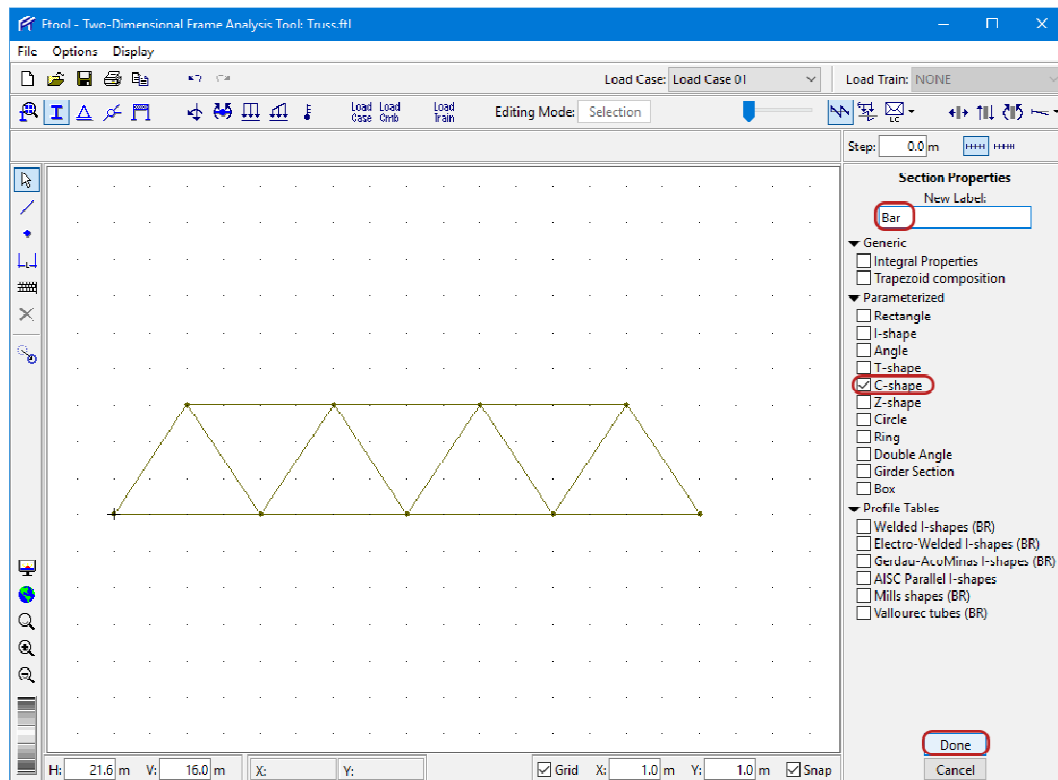 Ftool - Two-Dimensional Frame Analysis Tool: Truss.ftl
File Options Display
Load Case: Load Case 01 Load Train: NONE
Load Case Load Cmb Load Train Editing Mode: Selection LC
Step: 0.0 m
Section Properties
New Label:
Bar
Generic
Integral Properties
Trapezoid composition
Parameterized
Rectangle
I-shape
Angle
T-shape
C-shape
Z-shape
Circle
Ring
Double Angle
Girder Section
Box
Profile Tables
Welded I-shapes (BR)
Electro-Welded I-shapes (BR)
Gerdau-AcoMinas I-shapes (BR)
AISC Parallel I-shapes
Mills shapes (BR)
Vallourec tubes (BR)
Done
Cancel
H: 21.6 m V: 16.0 m X: Y: Grid X: 1.0 m Y: 1.0 m Snap